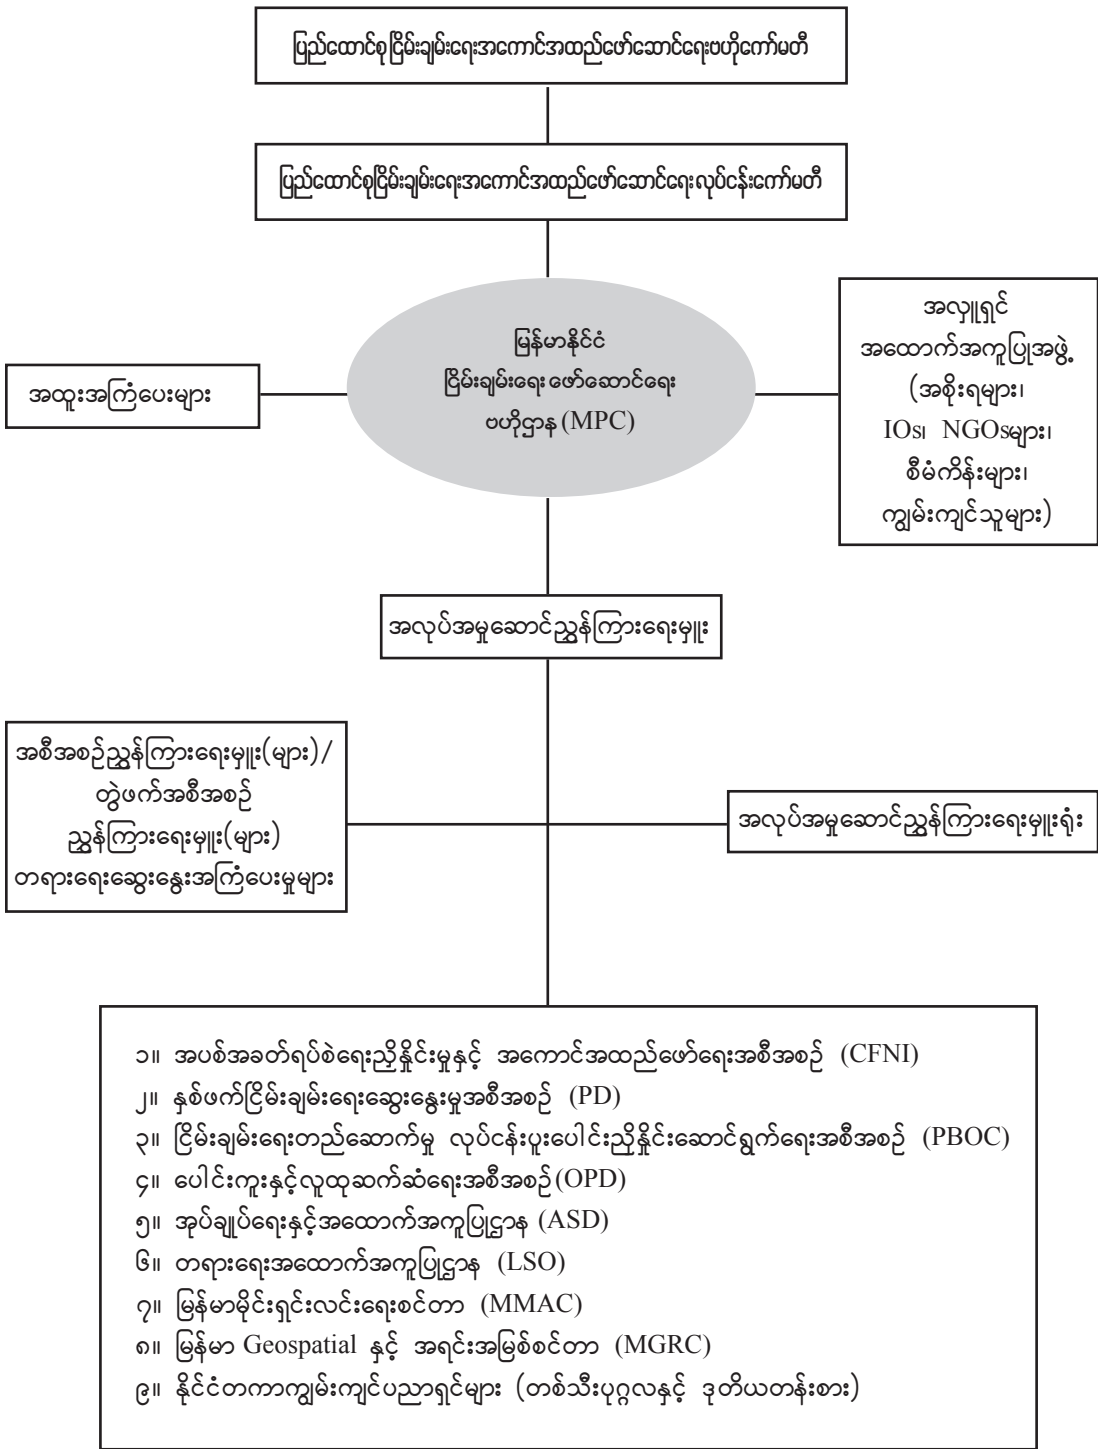 ပြည်ထောင်စုငြိမ်းချမ်းရေးအကောင်အထည်ဖော်ဆောင်ရေးဗဟိုကော်မတီ
ပြည်ထောင်စုငြိမ်းချမ်းရေးအကောင်အထည်ဖော်ဆောင်ရေးလုပ်ငန်းကော်မတီ
မြန်မာနိုင်ငံ
ငြိမ်းချမ်းရေး ဖော်ဆောင်ရေး
ဗဟိုဌာန (MPC)
အထူးအကြံပေးများ
အလှူရှင်
အထောက်အကူပြုအဖွဲ့
(အစိုးရများ၊
IOs၊ NGOsများ၊
စီမံကိန်းများ၊
ကျွမ်းကျင်သူများ)
အလုပ်အမှုဆောင်ညွှန်ကြားရေးမှူး
အစီအစဉ်ညွှန်ကြားရေးမှူး(များ)/
တွဲဖက်အစီအစဉ်
ညွှန်ကြားရေးမှူး(များ)
တရားရေးဆွေးနွေးအကြံပေးမှုများ
အလုပ်အမှုဆောင်ညွှန်ကြားရေးမှူးရုံး
၁။ အပစ်အခတ်ရပ်စဲရေးညှိနှိုင်းမှုနှင့် အကောင်အထည်ဖော်ရေးအစီအစဉ် (CFNI)
၂။ နှစ်ဖက်ငြိမ်းချမ်းရေးဆွေးနွေးမှုအစီအစဉ် (PD)
၃။ ငြိမ်းချမ်းရေးတည်ဆောက်မှု လုပ်ငန်းပူးပေါင်းညှိနှိုင်းဆောင်ရွက်ရေးအစီအစဉ် (PBOC)
၄။ ပေါင်းကူးနှင့်လူထုဆက်ဆံရေးအစီအစဉ်(OPD)
၅။ အုပ်ချုပ်ရေးနှင့်အထောက်အကူပြုဌာန (ASD)
၆။ တရားရေးအထောက်အကူပြုဌာန (LSO)
၇။ မြန်မာမိုင်းရှင်းလင်းရေးစင်တာ (MMAC)
၈။ မြန်မာ Geospatial နှင့် အရင်းအမြစ်စင်တာ (MGRC)
၉။ နိုင်ငံတကာကျွမ်းကျင်ပညာရှင်များ (တစ်သီးပုဂ္ဂလနှင့် ဒုတိယတန်းစား)